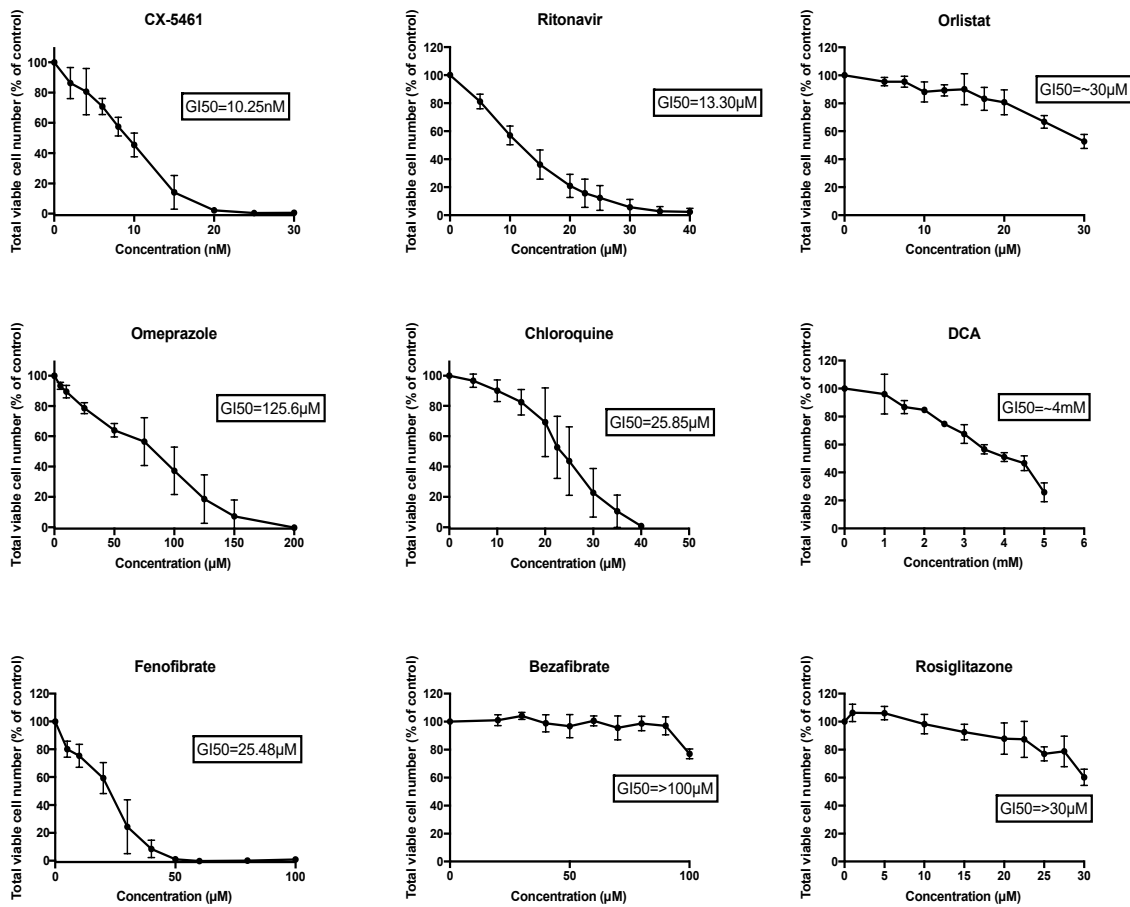 CX-5461
Total viable cell number (% of control)
120
100
80
60
40
20
0
GI50=10.25nM
0
10
20
30
Concentration (nM)
Ritonavir
Total viable cell number (% of control)
120
100
80
60
40
20
0
GI50=13.30µM
0
10
20
30
40
Concentration (µM)
Orlistat
Total viable cell number (% of control)
120
100
80
60
40
20
0
GI50=~30µM
0
10
20
30
Concentration (µM)
Omeprazole
Total viable cell number (% of control)
120
100
80
60
40
20
0
GI50=125.6µM
0
50
100
150
200
Concentration (µM)
Chloroquine
Total viable cell number (% of control)
120
100
80
60
40
20
0
GI50=25.85µM
0
10
20
30
40
50
Concentration (µM)
DCA
Total viable cell number (% of control)
120
100
80
60
40
20
0
GI50=~4mM
0
1
2
3
4
5
6
Concentration (mM)
Fenofibrate
Total viable cell number (% of control)
120
100
80
60
40
20
0
GI50=25.48µM
0
50
100
Concentration (µM)
Bezafibrate
Total viable cell number (% of control)
120
100
80
60
40
20
0
GI50=>100µM
0
50
100
Concentration (µM)
Rosiglitazone
Total viable cell number (% of control)
120
100
80
60
40
20
0
GI50=>30µM
0
5
10
15
20
25
30
Concentration (µM)